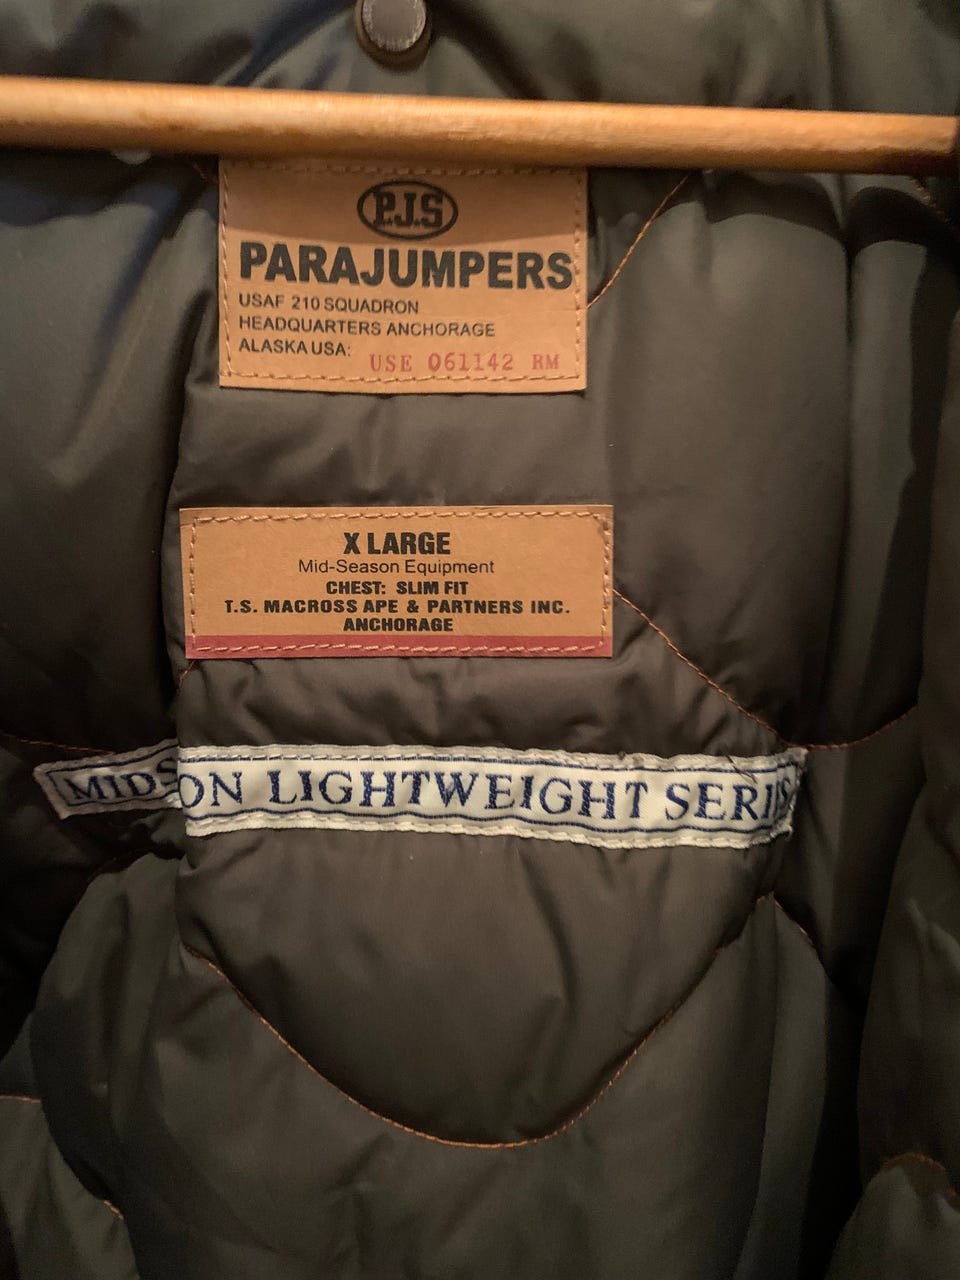 P.J.S
PARAJUMPERS
USAF 210 SQUADRON
HEADQUARTERS ANCHORAGE
ALASKA USA: USE 061142 RM
X LARGE
Mid-Season Equipment
CHEST: SLIM FIT
T.S. MACROSS APE & PARTNERS INC.
ANCHORAGE
MIDS ON LIGHTWEIGHT SERIES